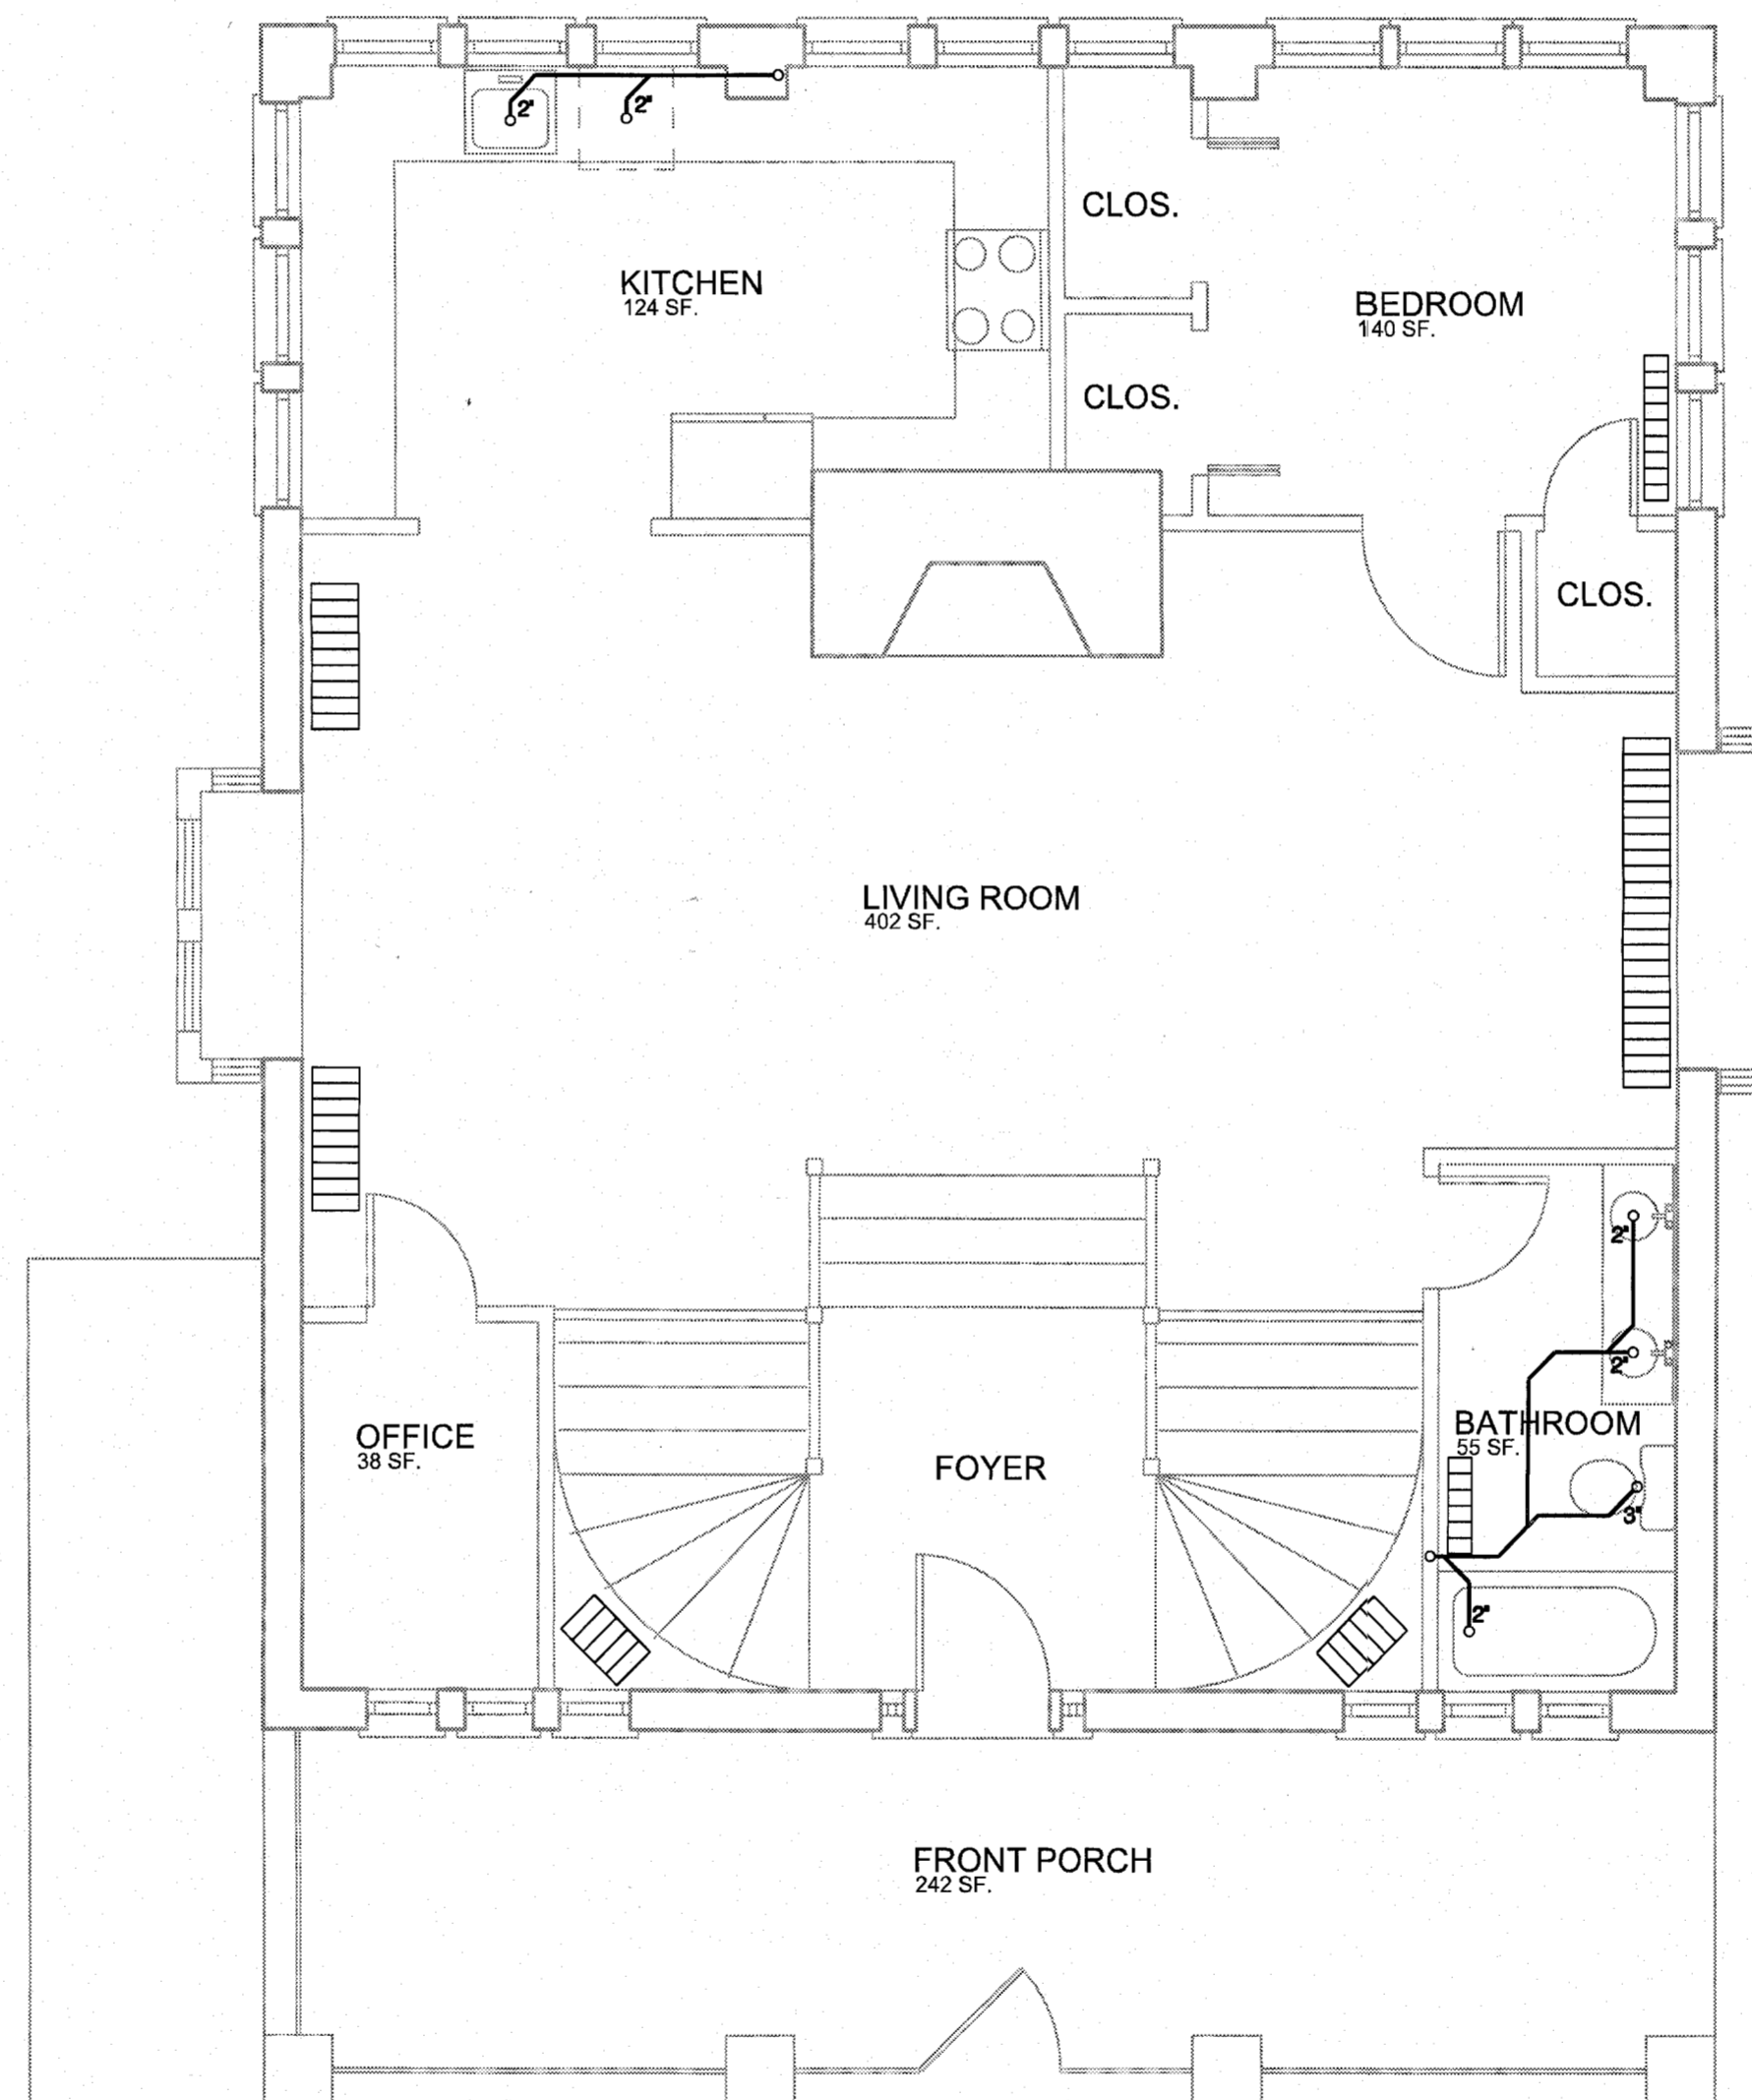 2"
2"
CLOS.
KITCHEN
124 SF.
BEDROOM
140 SF.
CLOS.
CLOS.
LIVING ROOM
402 SF.
2"
2"
OFFICE
38 SF.
FOYER
BATHROOM
55 SF.
3"
2"
FRONT PORCH
242 SF.